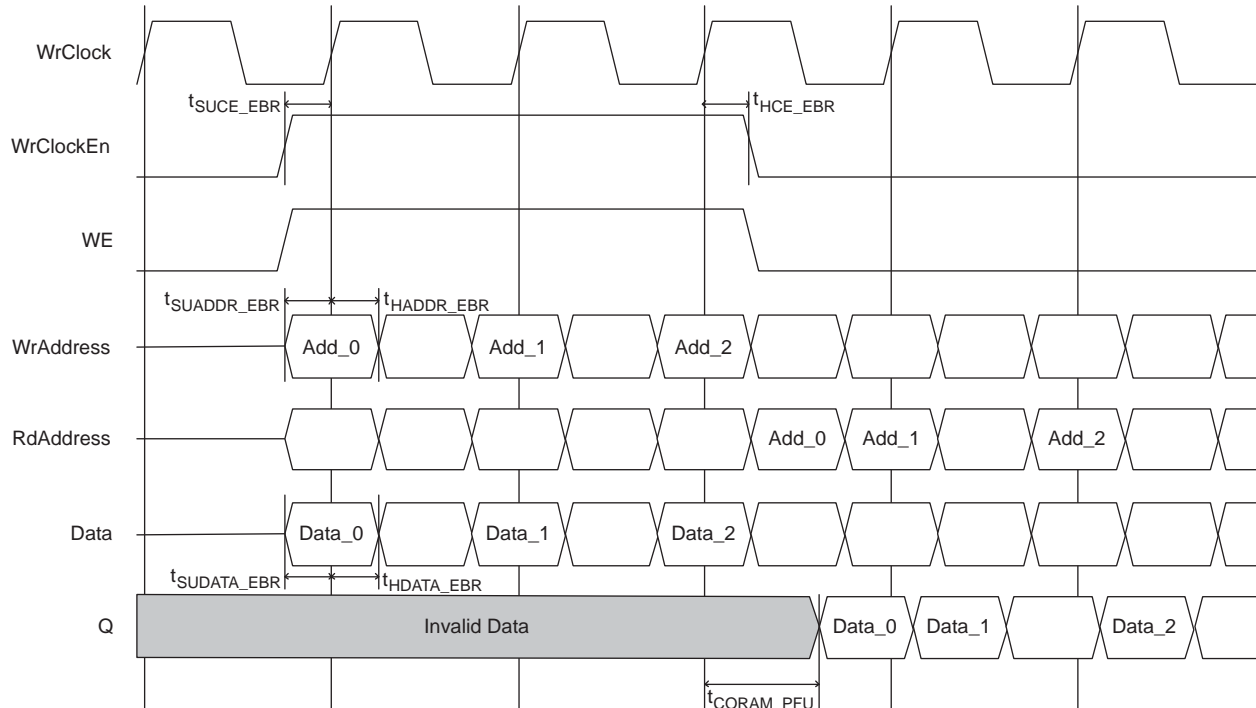 WrClock
tSUCE_EBR tHCE_EBR
WrClockEn
WE
tSUADDR_EBR tHADDR_EBR
WrAddress Add_0 Add_1 Add_2
RdAddress Add_0 Add_1 Add_2
Data Data_0 Data_1 Data_2
tSUDATA_EBR tHDATA_EBR
Q Invalid Data Data_0 Data_1 Data_2
tCORAM_PFU